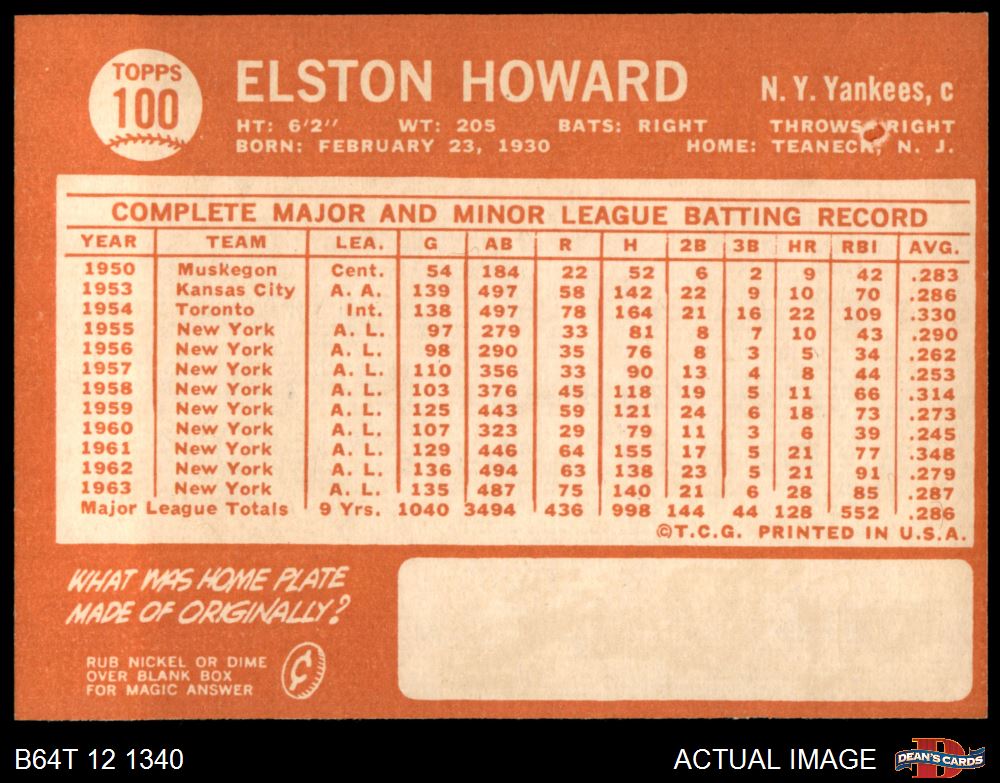 TOPPS
100
ELSTON HOWARD
N. Y. Yankees, c
HT: 6'2" WT: 205 BATS: RIGHT THROWS: RIGHT
BORN: FEBRUARY 23, 1930 HOME: TEANECK, N. J.
COMPLETE MAJOR AND MINOR LEAGUE BATTING RECORD
YEAR TEAM LEA. G AB R H 2B 3B HR RBI AVG.
1950 Muskegon Cent. 54 184 22 52 6 2 9 42 .283
1953 Kansas City A. A. 139 497 58 142 22 9 10 70 .286
1954 Toronto Int. 138 497 78 164 21 16 22 109 .330
1955 New York A. L. 97 279 33 81 8 7 10 43 .290
1956 New York A. L. 98 290 35 76 8 3 5 34 .262
1957 New York A. L. 110 356 33 90 13 4 8 44 .253
1958 New York A. L. 103 376 45 118 19 5 11 66 .314
1959 New York A. L. 125 443 59 121 24 6 18 73 .273
1960 New York A. L. 107 323 29 79 11 3 6 39 .245
1961 New York A. L. 129 446 64 155 17 5 21 77 .348
1962 New York A. L. 136 494 63 138 23 5 21 91 .279
1963 New York A. L. 135 487 75 140 21 6 28 85 .287
Major League Totals 9 Yrs. 1040 3494 436 998 144 44 128 552 .286
©T.C.G. PRINTED IN U.S.A.
WHAT WAS HOME PLATE
MADE OF ORIGINALLY?
RUB NICKEL OR DIME
OVER BLANK BOX
FOR MAGIC ANSWER
¢
B64T 12 1340
ACTUAL IMAGE
D
DEAN'S CARDS